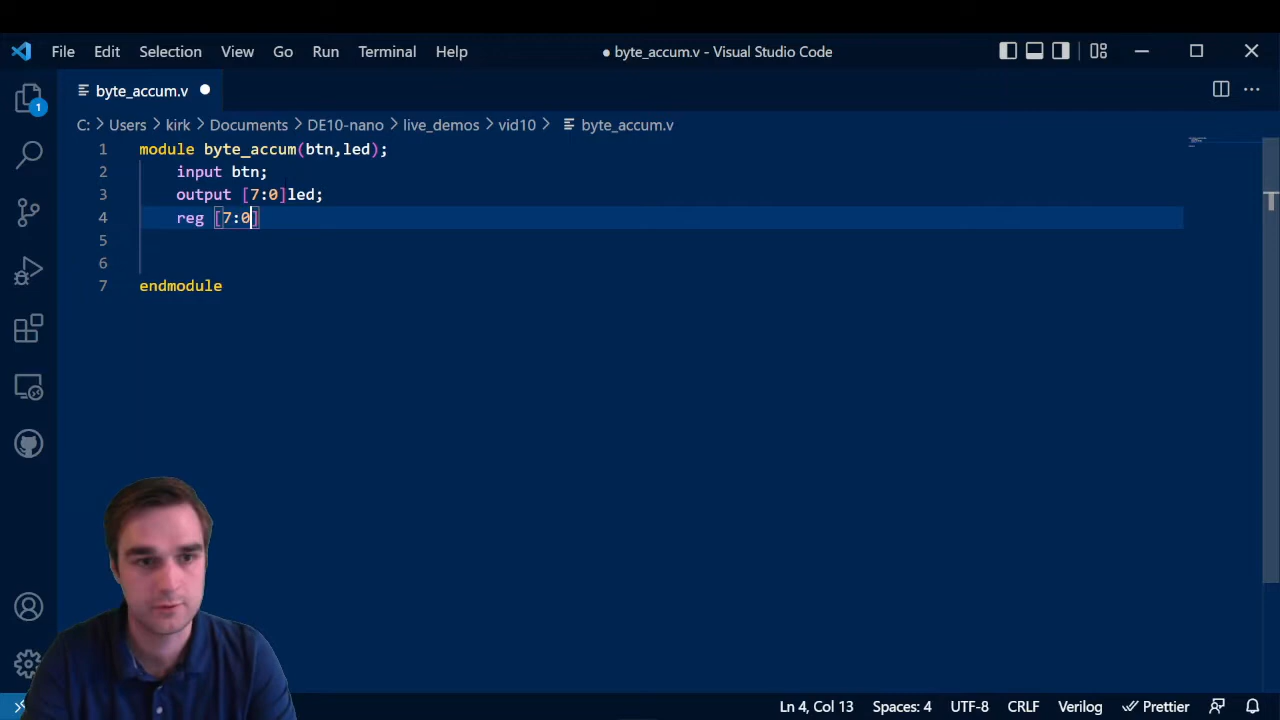 File Edit Selection View Go Run Terminal Help ● byte_accum.v - Visual Studio Code
byte_accum.v ●
1
C: > Users > kirk > Documents > DE10-nano > live_demos > vid10 > byte_accum.v
1 module byte_accum(btn,led);
2 input btn;
3 output [7:0]led;
4 reg [7:0]
5
6
7 endmodule
Ln 4, Col 13 Spaces: 4 UTF-8 CRLF Verilog Prettier